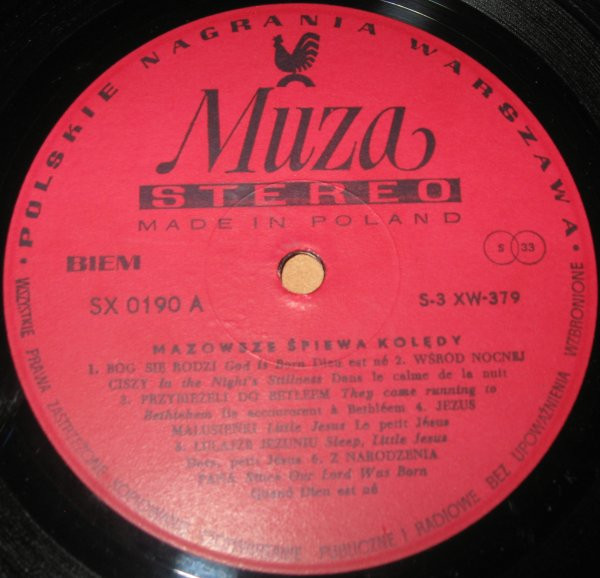 • POLSKIE NAGRANIA WARSZAWA •
Muza
STEREO
MADE IN POLAND
BIEM
S 33
SX 0190 A
S-3 XW-379
MAZOWSZE ŚPIEWA KOLĘDY
1. BÓG SIĘ RODZI God Is Born Dieu est né 2. WŚRÓD NOCNEJ
CISZY In the Night's Stillness Dans le calme de la nuit
3. PRZYBIEŻELI DO BETLEEM They come running to
Bethlehem Ils accoururent à Bethléem 4. JEZUS
MALUSIEŃKI Little Jesus Le petit Jésus
5. LULAJŻE JEZUNIU Sleep, Little Jesus
petit Jésus 6. Z NARODZENIA
PANA Since Our Lord Was Born
Quand Dieu est né
WSZYSTKIE PRAWA ZASTRZEŻONE PUBLICZNE I RADIOWE BEZ UPOWAŻNIENIA WZBRONIONE